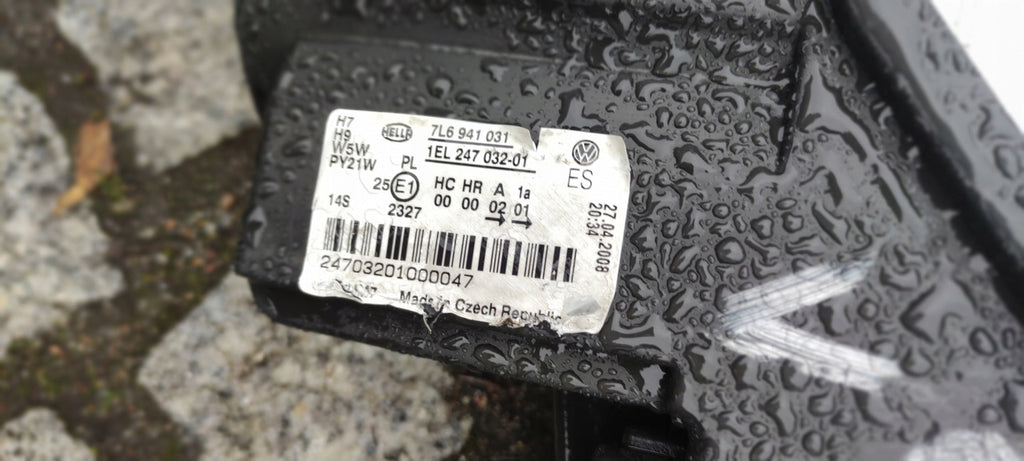 H7
H9
W5W
PY21W
HELLA
7L6 941 031
1EL 247 032-01
PL
ES
25 E1 HC HR A 1a
00 00 02 01
14S 2327
27.04.2008
20:34
24703201000047
Made in Czech Republic